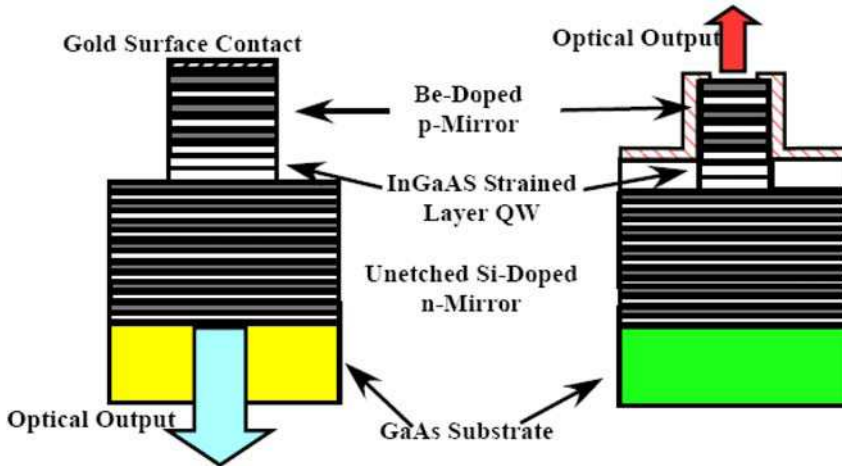 Gold Surface Contact
Optical Output
Be-Doped
p-Mirror
InGaAS Strained
Layer QW
Unetched Si-Doped
n-Mirror
Optical Output
GaAs Substrate